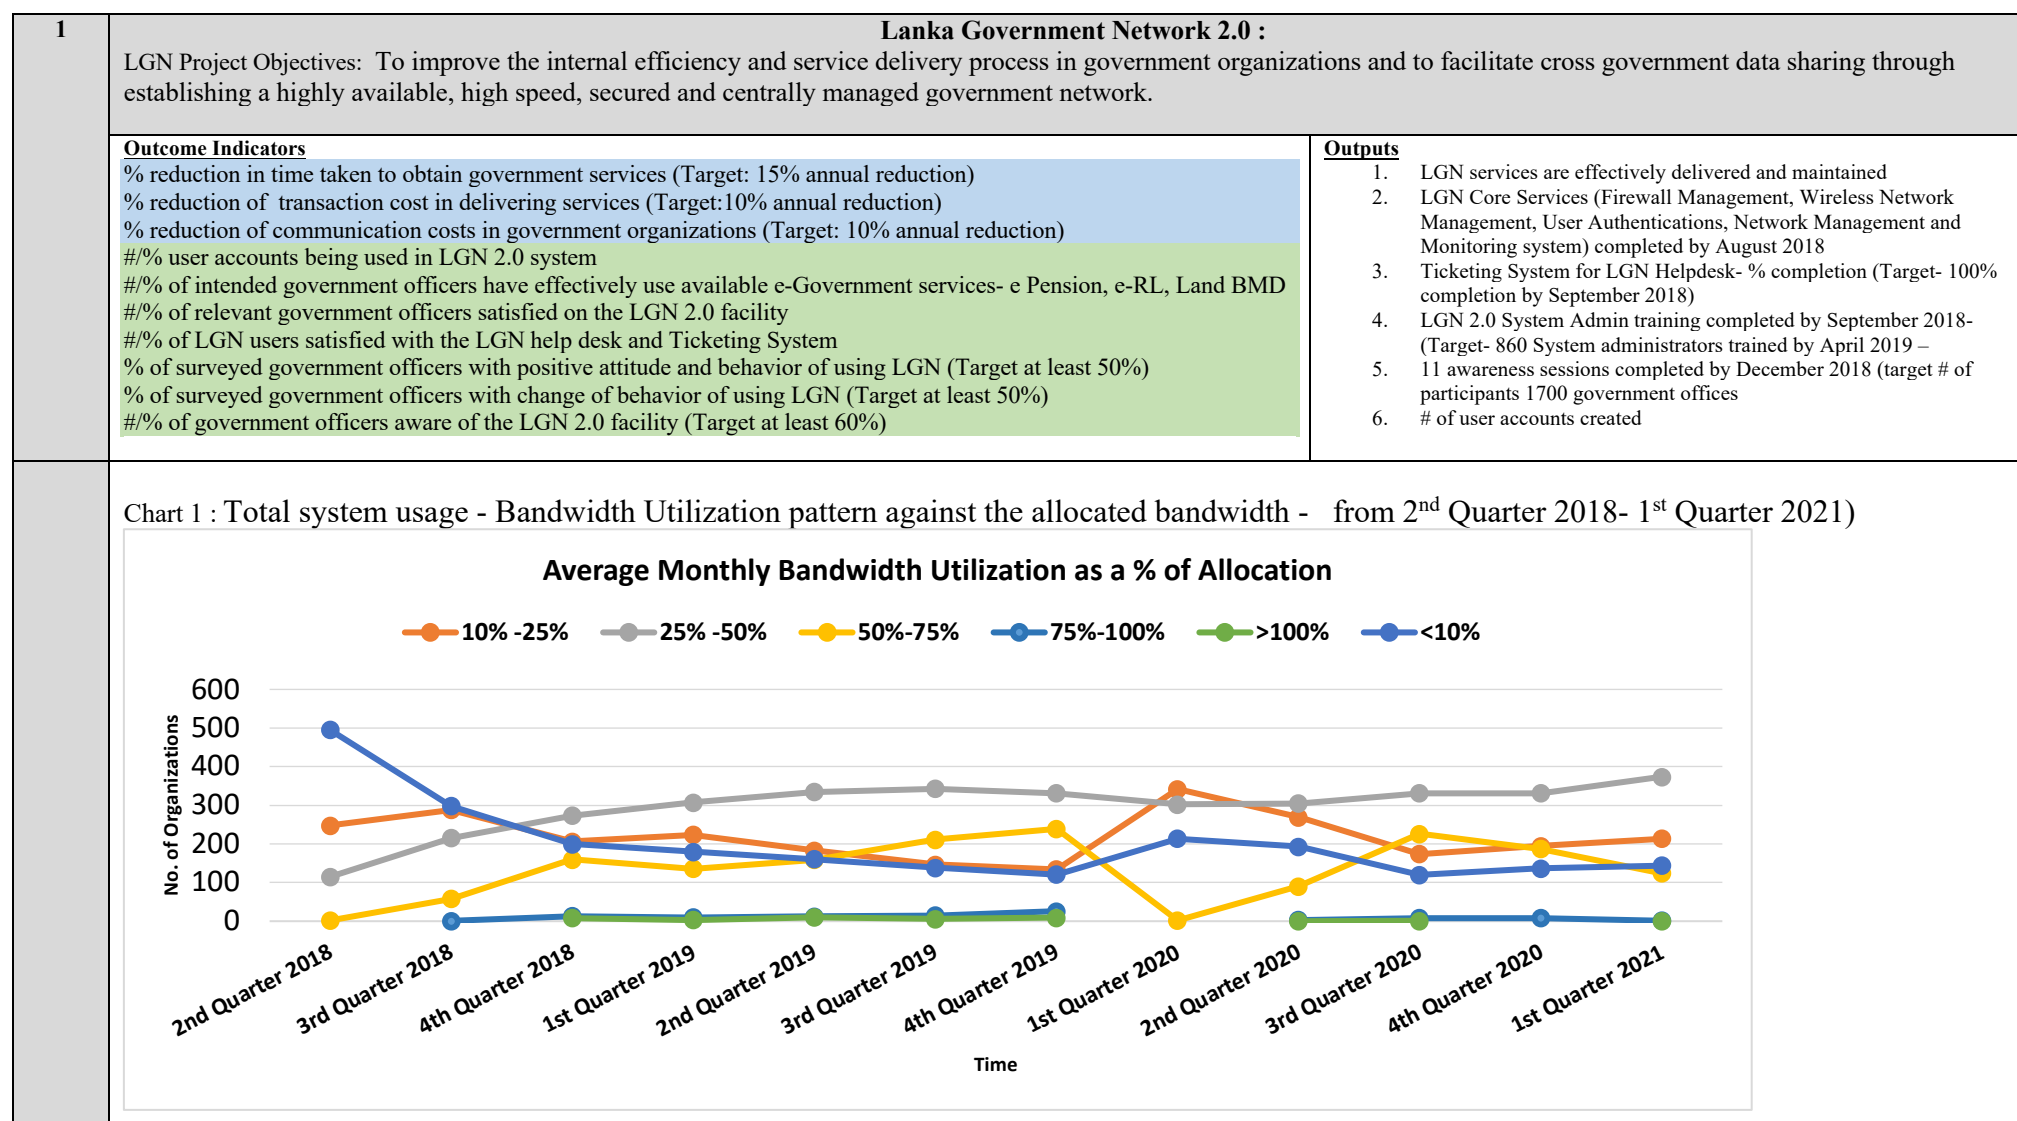 1
Lanka Government Network 2.0 :
LGN Project Objectives: To improve the internal efficiency and service delivery process in government organizations and to facilitate cross government data sharing through
establishing a highly available, high speed, secured and centrally managed government network.
Outcome Indicators
% reduction in time taken to obtain government services (Target: 15% annual reduction)
% reduction of transaction cost in delivering services (Target:10% annual reduction)
% reduction of communication costs in government organizations (Target: 10% annual reduction)
#/% user accounts being used in LGN 2.0 system
#/% of intended government officers have effectively use available e-Government services- e Pension, e-RL, Land BMD
#/% of relevant government officers satisfied on the LGN 2.0 facility
#/% of LGN users satisfied with the LGN help desk and Ticketing System
% of surveyed government officers with positive attitude and behavior of using LGN (Target at least 50%)
% of surveyed government officers with change of behavior of using LGN (Target at least 50%)
#/% of government officers aware of the LGN 2.0 facility (Target at least 60%)
Outputs
1. LGN services are effectively delivered and maintained
2. LGN Core Services (Firewall Management, Wireless Network
Management, User Authentications, Network Management and
Monitoring system) completed by August 2018
3. Ticketing System for LGN Helpdesk- % completion (Target- 100%
completion by September 2018)
4. LGN 2.0 System Admin training completed by September 2018-
(Target- 860 System administrators trained by April 2019 –
5. 11 awareness sessions completed by December 2018 (target # of
participants 1700 government offices
6. # of user accounts created
Chart 1 : Total system usage - Bandwidth Utilization pattern against the allocated bandwidth - from 2nd Quarter 2018- 1st Quarter 2021)
Average Monthly Bandwidth Utilization as a % of Allocation
10% -25% 25% -50% 50%-75% 75%-100% >100% <10%
No. of Organizations
600
500
400
300
200
100
0
2nd Quarter 2018
3rd Quarter 2018
4th Quarter 2018
1st Quarter 2019
2nd Quarter 2019
3rd Quarter 2019
4th Quarter 2019
1st Quarter 2020
2nd Quarter 2020
3rd Quarter 2020
4th Quarter 2020
1st Quarter 2021
Time